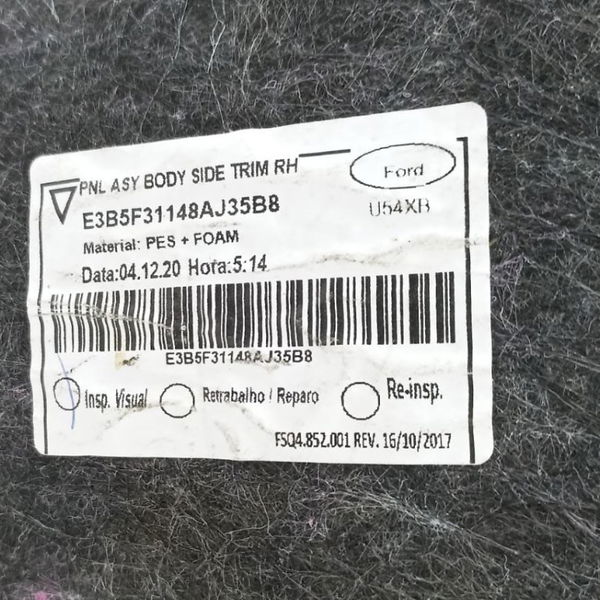 PNL ASY BODY SIDE TRIM RH
Ford
E3B5F31148AJ35B8
U54XB
Material: PES + FOAM
Data:04.12.20 Hora:5:14
E3B5F31148AJ35B8
Insp. Visual
Retrabalho / Reparo
Re-insp.
FSQ4.852.001 REV. 16/10/2017